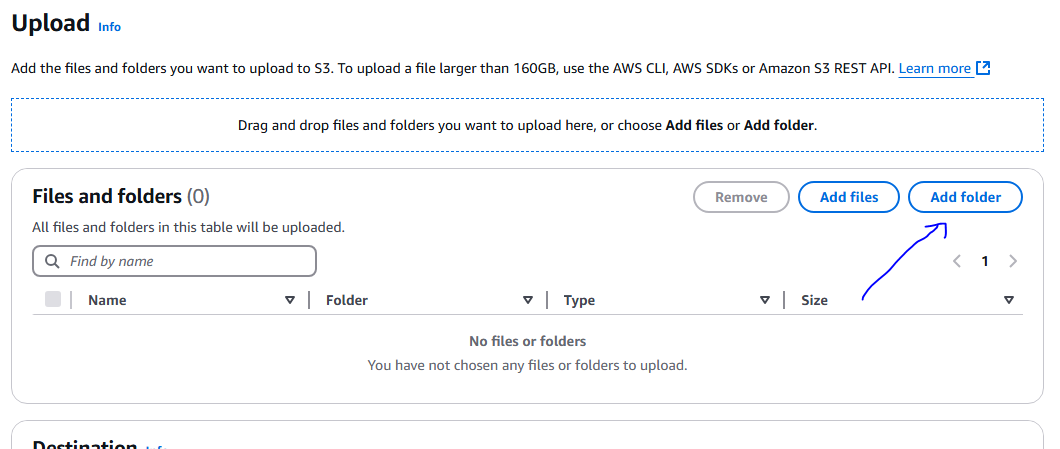 Upload Info
Add the files and folders you want to upload to S3. To upload a file larger than 160GB, use the AWS CLI, AWS SDKs or Amazon S3 REST API. Learn more
Drag and drop files and folders you want to upload here, or choose Add files or Add folder.
Files and folders (0)
Remove
Add files
Add folder
All files and folders in this table will be uploaded.
Find by name
1
Name Folder Type Size
No files or folders
You have not chosen any files or folders to upload.
Destination Info